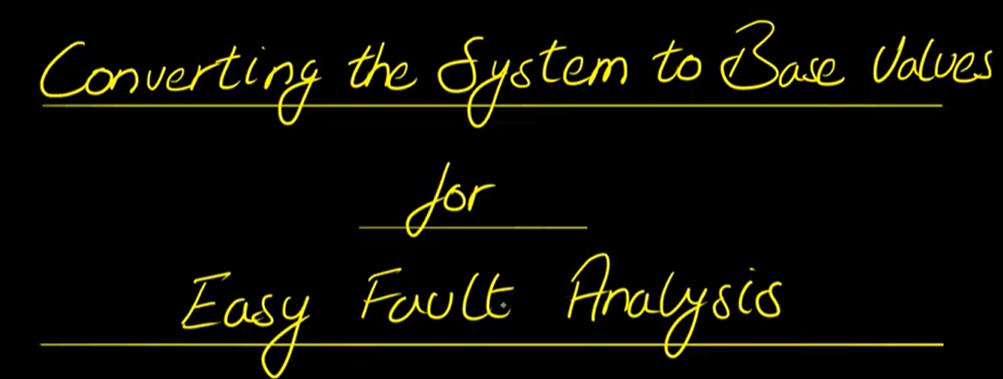 Converting the System to Base Values
for
Easy Fault Analysis